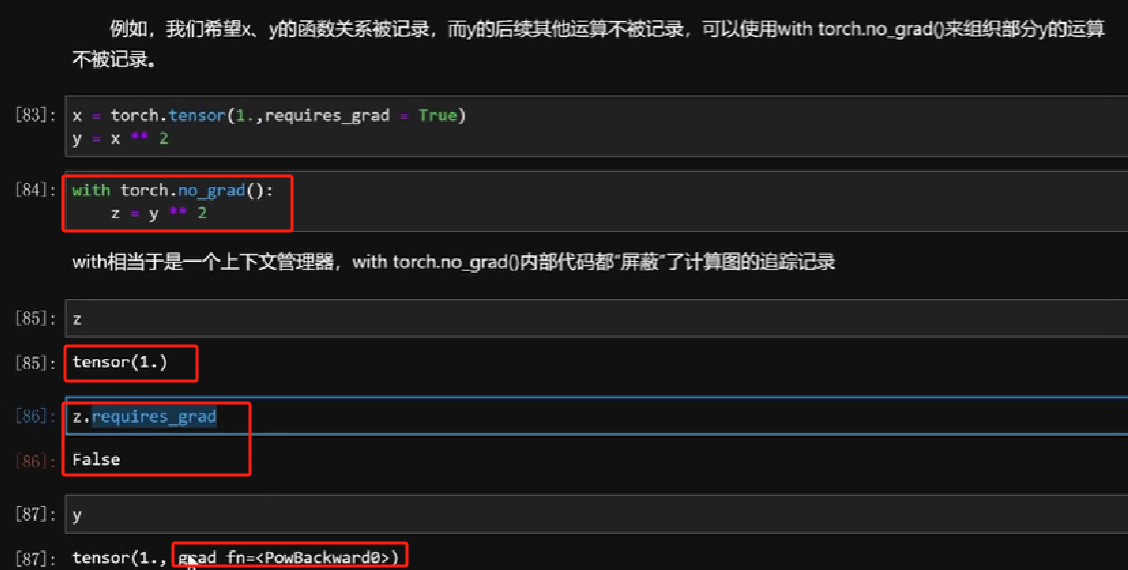 例如，我们希望x、y的函数关系被记录，而y的后续其他运算不被记录，可以使用with torch.no_grad()来组织部分y的运算
不被记录。
[83]: x = torch.tensor(1.,requires_grad = True)
y = x ** 2
[84]: with torch.no_grad():
z = y ** 2
with相当于是一个上下文管理器，with torch.no_grad()内部代码都"屏蔽"了计算图的追踪记录
[85]: z
[85]: tensor(1.)
[86]: z.requires_grad
[86]: False
[87]: y
[87]: tensor(1., grad_fn=<PowBackward0>)